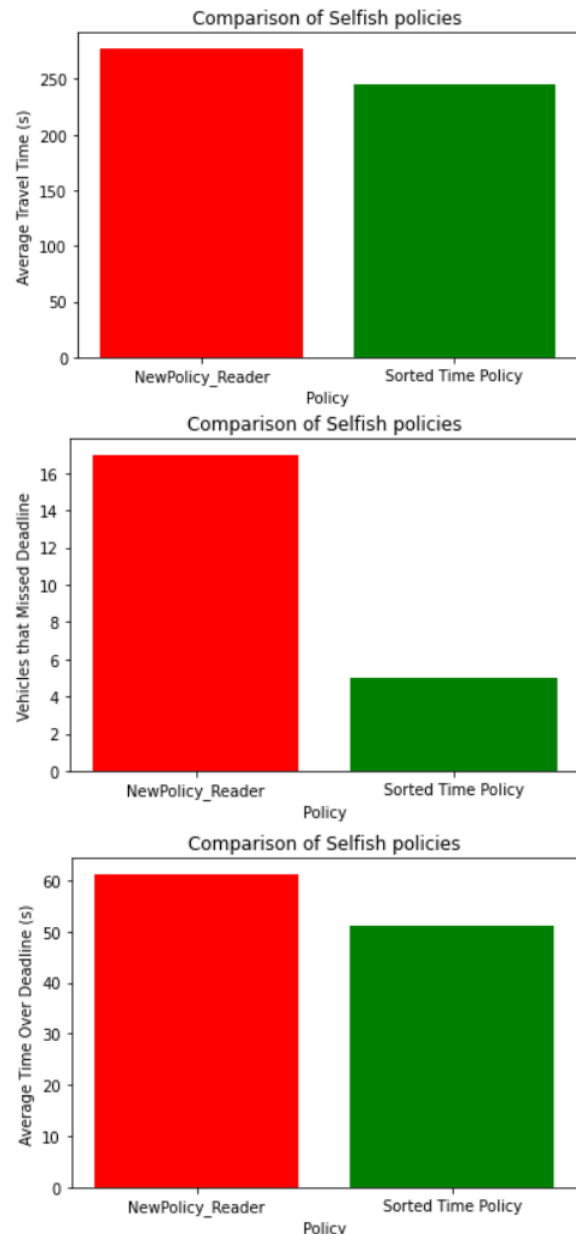 Comparison of Selfish policies
Average Travel Time (s)
250
200
150
100
50
0
NewPolicy_Reader
Sorted Time Policy
Policy
Comparison of Selfish policies
Vehicles that Missed Deadline
16
14
12
10
8
6
4
2
0
NewPolicy_Reader
Sorted Time Policy
Policy
Comparison of Selfish policies
Average Time Over Deadline (s)
60
50
40
30
20
10
0
NewPolicy_Reader
Sorted Time Policy
Policy